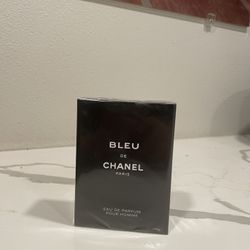 BLEU
DE
CHANEL
PARIS
EAU DE PARFUM
POUR HOMME